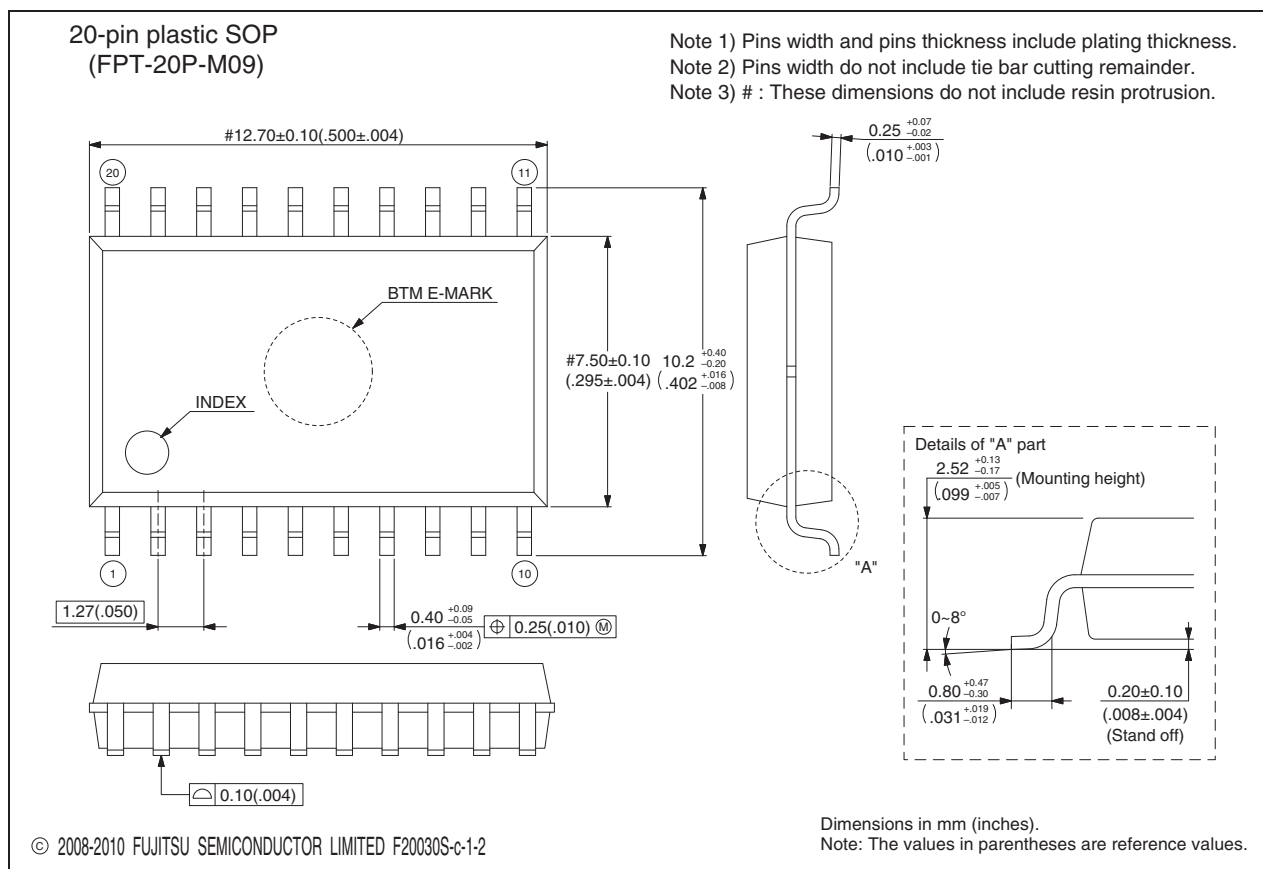 20-pin plastic SOP
(FPT-20P-M09)
Note 1) Pins width and pins thickness include plating thickness.
Note 2) Pins width do not include tie bar cutting remainder.
Note 3) # : These dimensions do not include resin protrusion.
#12.70±0.10(.500±.004)
0.25 +0.07 −0.02
(.010 +.003 −.001)
20
11
BTM E-MARK
#7.50±0.10
(.295±.004)
10.2 +0.40 −0.20
(.402 +.016 −.008)
INDEX
1
10
"A"
1.27(.050)
0.40 +0.09 −0.05
(.016 +.004 −.002)
⌖ 0.25(.010) Ⓜ
⌓ 0.10(.004)
Details of "A" part
2.52 +0.13 −0.17
(.099 +.005 −.007)
(Mounting height)
0~8°
0.80 +0.47 −0.30
(.031 +.019 −.012)
0.20±0.10
(.008±.004)
(Stand off)
© 2008-2010 FUJITSU SEMICONDUCTOR LIMITED F20030S-c-1-2
Dimensions in mm (inches).
Note: The values in parentheses are reference values.